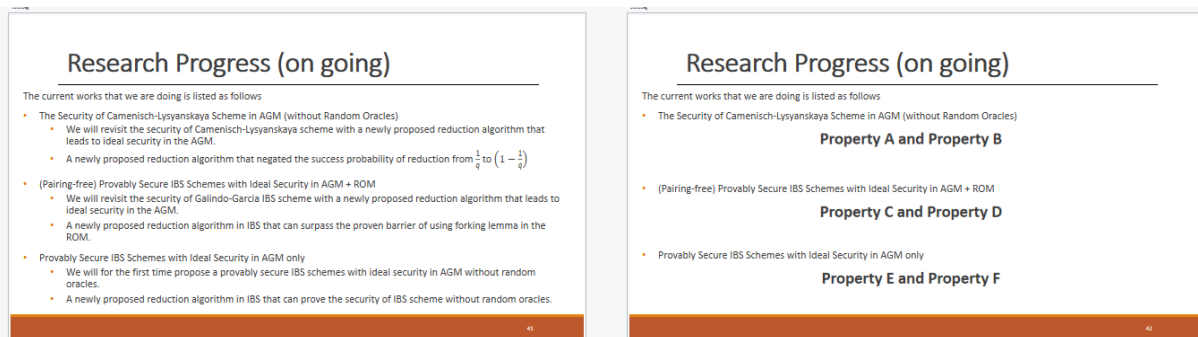 Research Progress (on going)
The current works that we are doing is listed as follows
• The Security of Camenisch-Lysyanskaya Scheme in AGM (without Random Oracles)
• We will revisit the security of Camenisch-Lysyanskaya scheme with a newly proposed reduction algorithm that
leads to ideal security in the AGM.
• A newly proposed reduction algorithm that negated the success probability of reduction from 1/q to (1 − 1/q)
• (Pairing-free) Provably Secure IBS Schemes with Ideal Security in AGM + ROM
• We will revisit the security of Galindo-Garcia IBS scheme with a newly proposed reduction algorithm that leads to
ideal security in the AGM.
• A newly proposed reduction algorithm in IBS that can surpass the proven barrier of using forking lemma in the
ROM.
• Provably Secure IBS Schemes with Ideal Security in AGM only
• We will for the first time propose a provably secure IBS schemes with ideal security in AGM without random
oracles.
• A newly proposed reduction algorithm in IBS that can prove the security of IBS scheme without random oracles.
41
Research Progress (on going)
The current works that we are doing is listed as follows
• The Security of Camenisch-Lysyanskaya Scheme in AGM (without Random Oracles)
Property A and Property B
• (Pairing-free) Provably Secure IBS Schemes with Ideal Security in AGM + ROM
Property C and Property D
• Provably Secure IBS Schemes with Ideal Security in AGM only
Property E and Property F
42